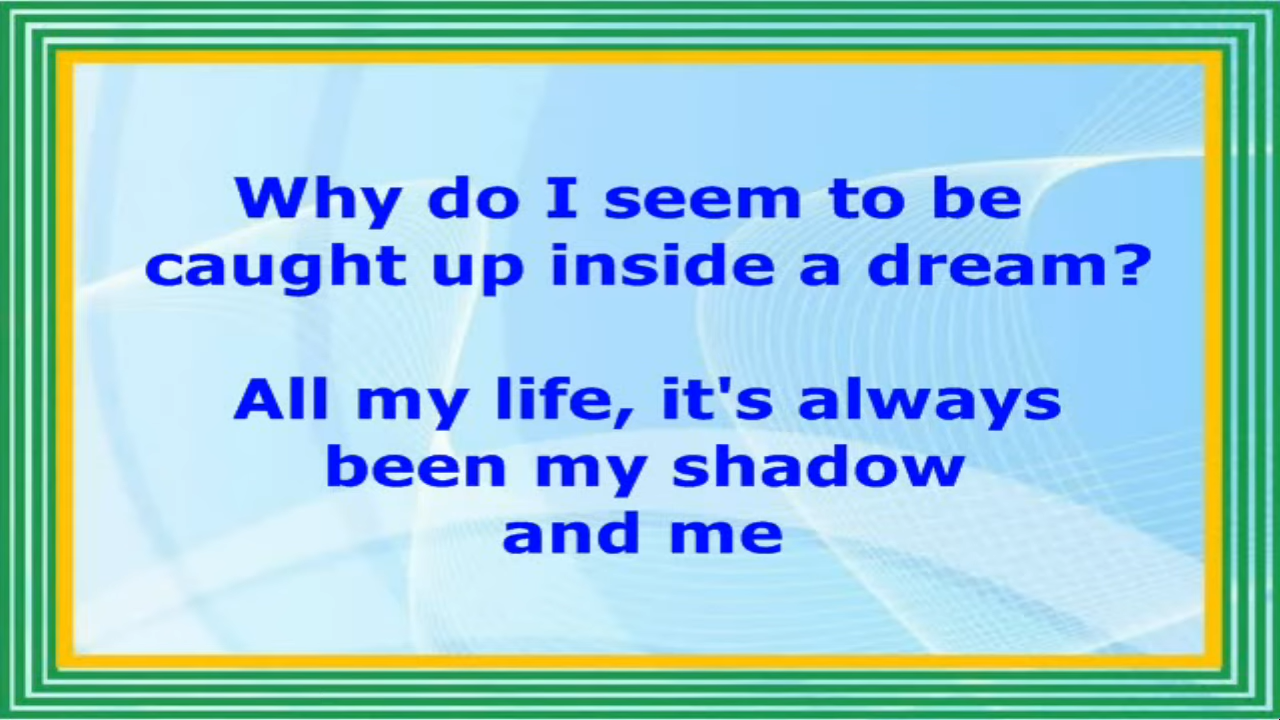 Why do I seem to be
caught up inside a dream?
All my life, it's always
been my shadow
and me